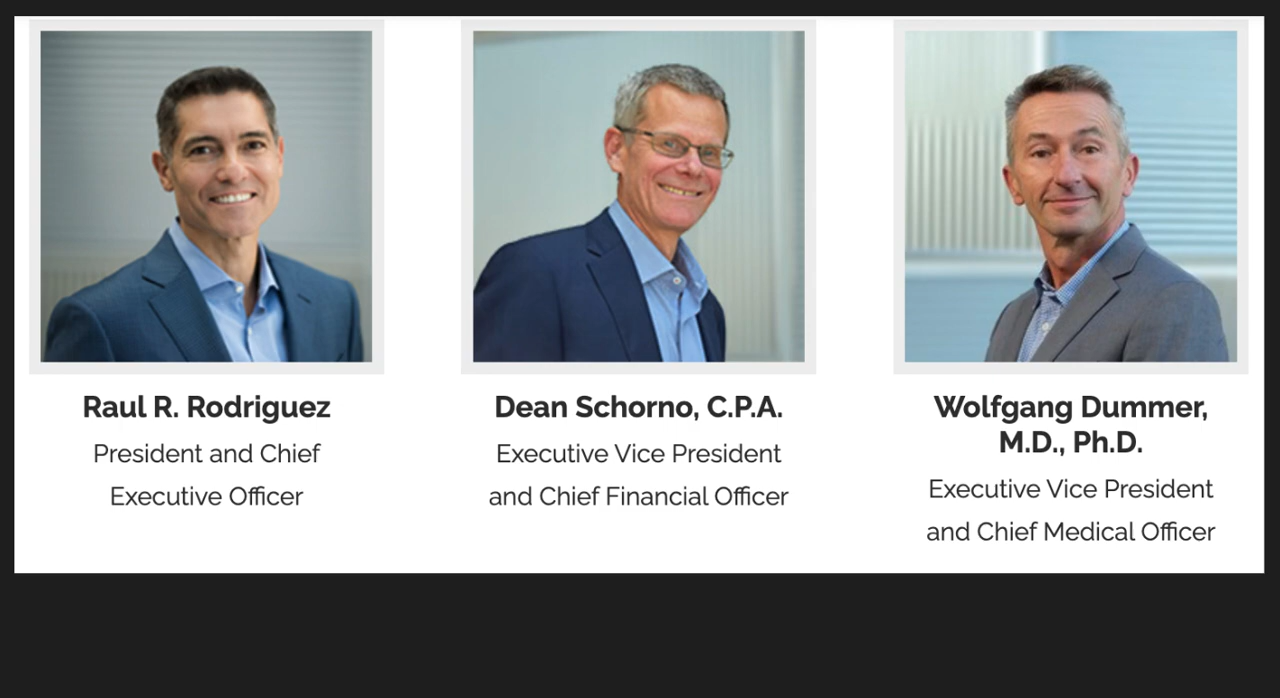 Raul R. Rodriguez
President and Chief
Executive Officer
Dean Schorno, C.P.A.
Executive Vice President
and Chief Financial Officer
Wolfgang Dummer,
M.D., Ph.D.
Executive Vice President
and Chief Medical Officer